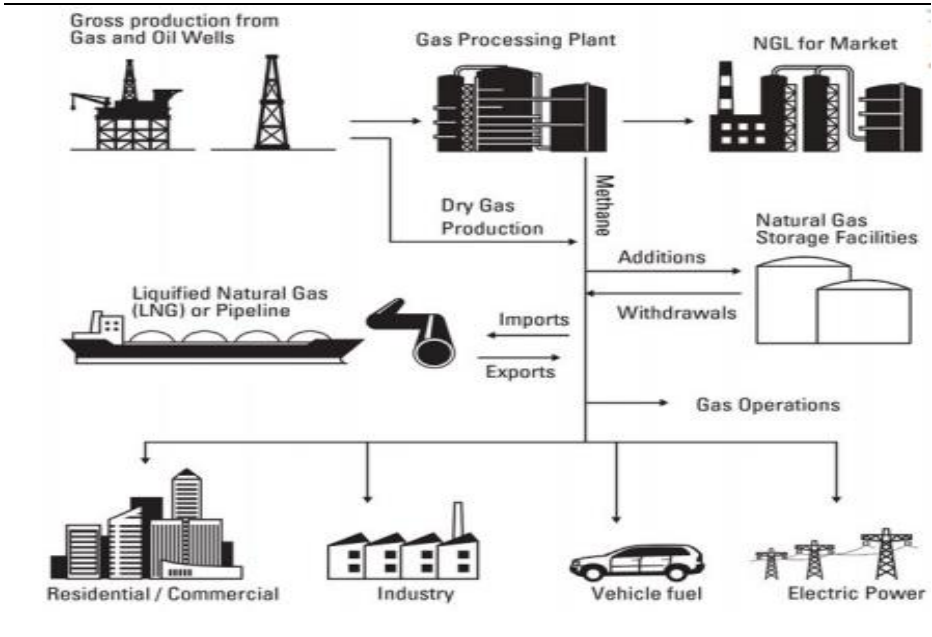 Gross production from
Gas and Oil Wells
Gas Processing Plant
NGL for Market
Methane
Dry Gas
Production
Natural Gas
Storage Facilities
Additions
Withdrawals
Liquified Natural Gas
(LNG) or Pipeline
Imports
Exports
Gas Operations
Residential / Commercial
Industry
Vehicle fuel
Electric Power